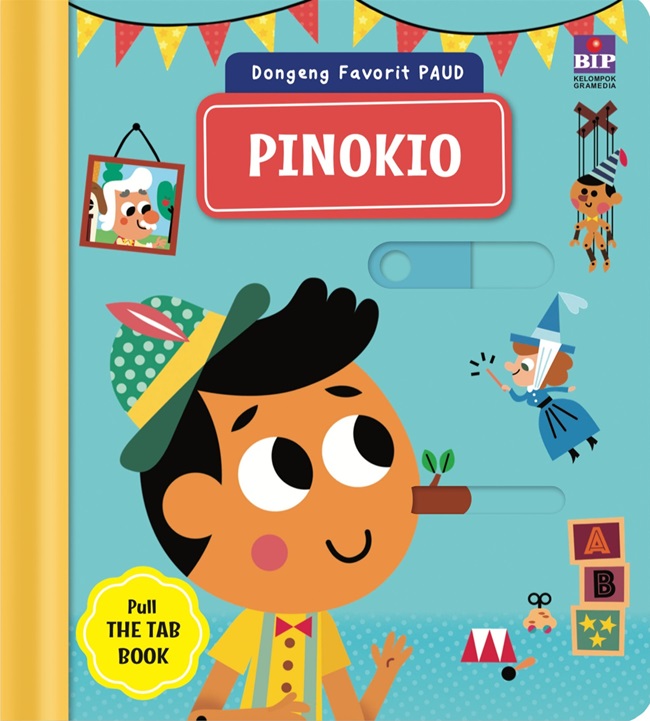 BIP
KELOMPOK
GRAMEDIA
Dongeng Favorit PAUD
PINOKIO
A
B
Pull
THE TAB
BOOK